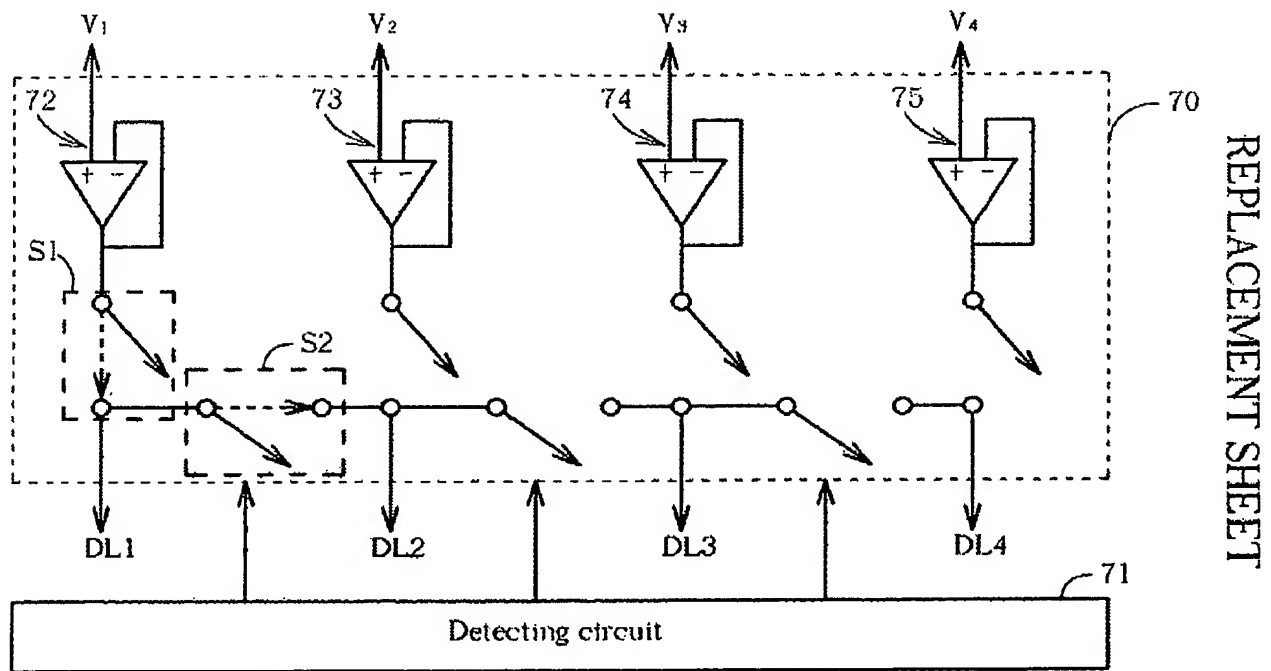 V₁ V₂ V₃ V₄
72 73 74 75 70
+ - + - + - + -
S1
S2
DL1 DL2 DL3 DL4
71
Detecting circuit
REPLACEMENT SHEET